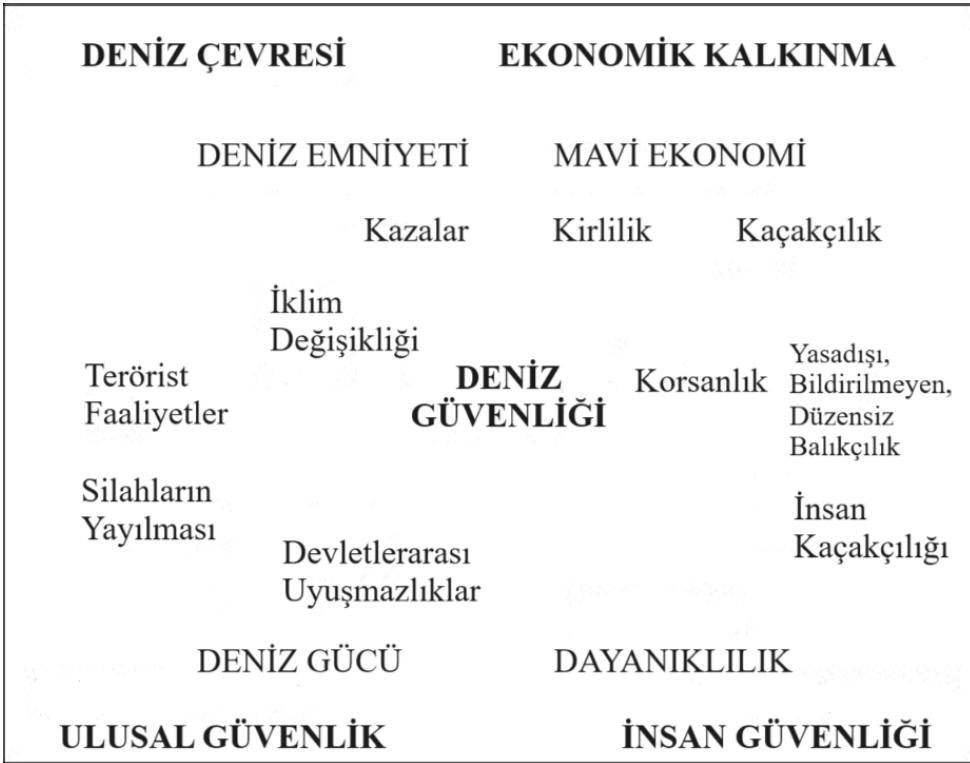 DENİZ ÇEVRESİ
EKONOMİK KALKINMA
DENİZ EMNİYETİ
MAVİ EKONOMİ
Kazalar
Kirlilik
Kaçakçılık
İklim
Değişikliği
Terörist
Faaliyetler
DENİZ
GÜVENLİĞİ
Korsanlık
Yasadışı,
Bildirilmeyen,
Düzensiz
Balıkçılık
Silahların
Yayılması
İnsan
Kaçakçılığı
Devletlerarası
Uyuşmazlıklar
DENİZ GÜCÜ
DAYANIKLILIK
ULUSAL GÜVENLİK
İNSAN GÜVENLİĞİ